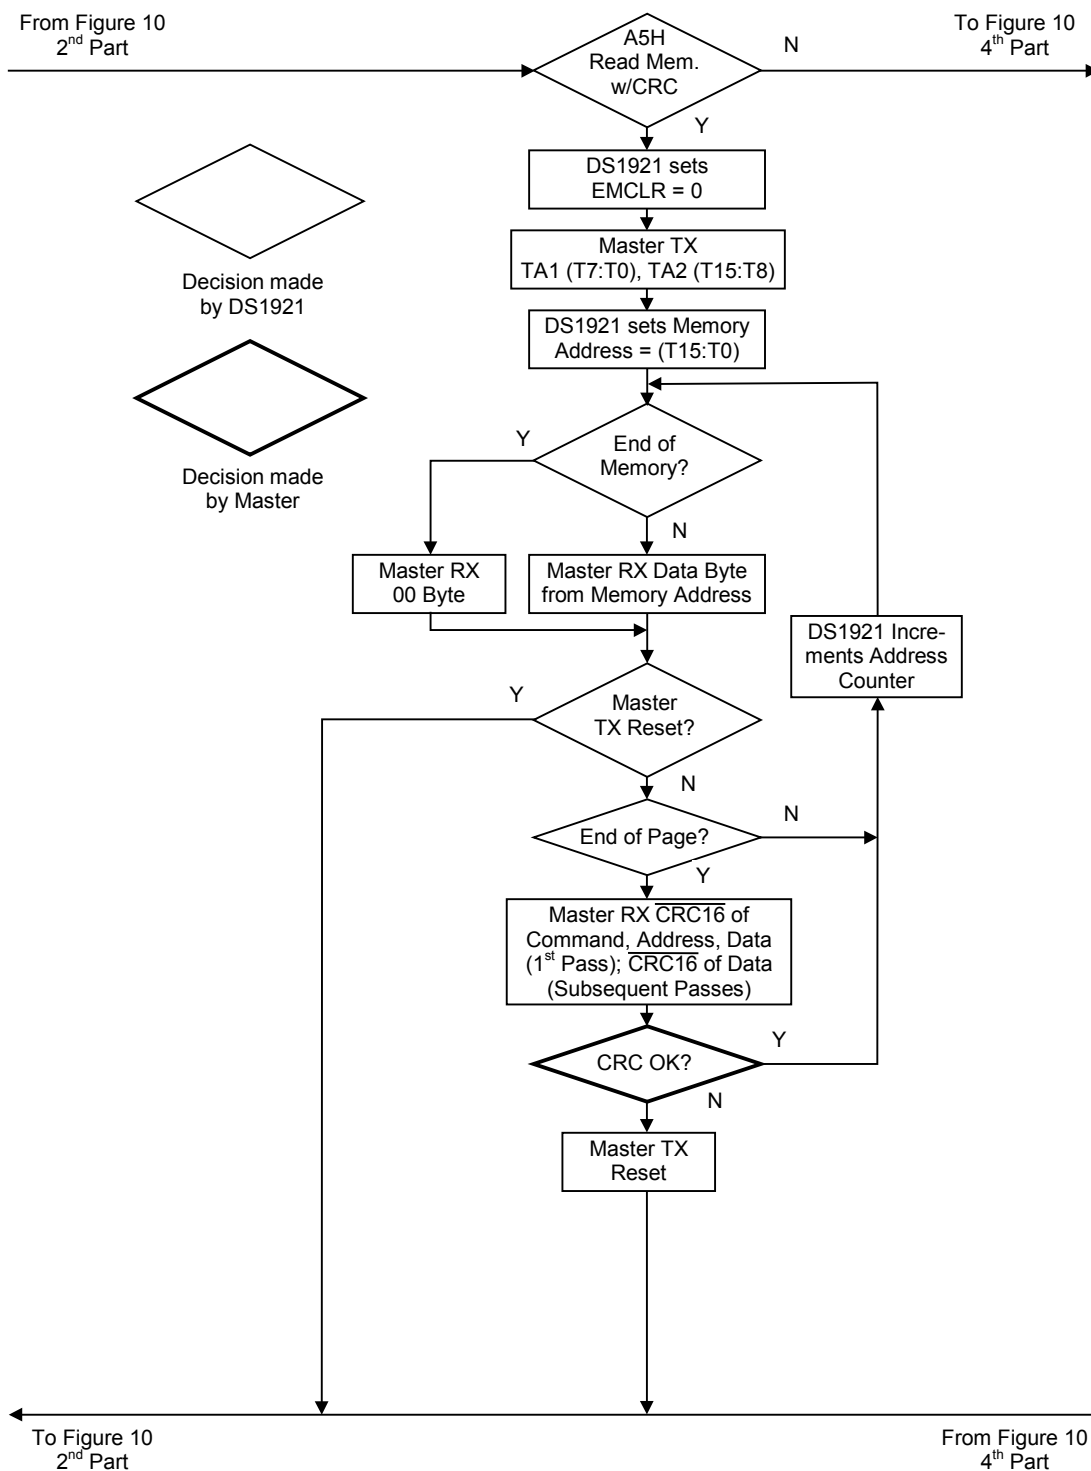 From Figure 10
2nd Part
A5H
Read Mem.
w/CRC
N
To Figure 10
4th Part
Y
DS1921 sets
EMCLR = 0
Master TX
TA1 (T7:T0), TA2 (T15:T8)
Decision made
by DS1921
DS1921 sets Memory
Address = (T15:T0)
Decision made
by Master
Y
End of
Memory?
N
Master RX
00 Byte
Master RX Data Byte
from Memory Address
DS1921 Incre-
ments Address
Counter
Y
Master
TX Reset?
N
End of Page?
N
Y
Master RX C̅R̅C̅1̅6̅ of
Command, Address, Data
(1st Pass); C̅R̅C̅1̅6̅ of Data
(Subsequent Passes)
CRC OK?
Y
N
Master TX
Reset
To Figure 10
2nd Part
From Figure 10
4th Part